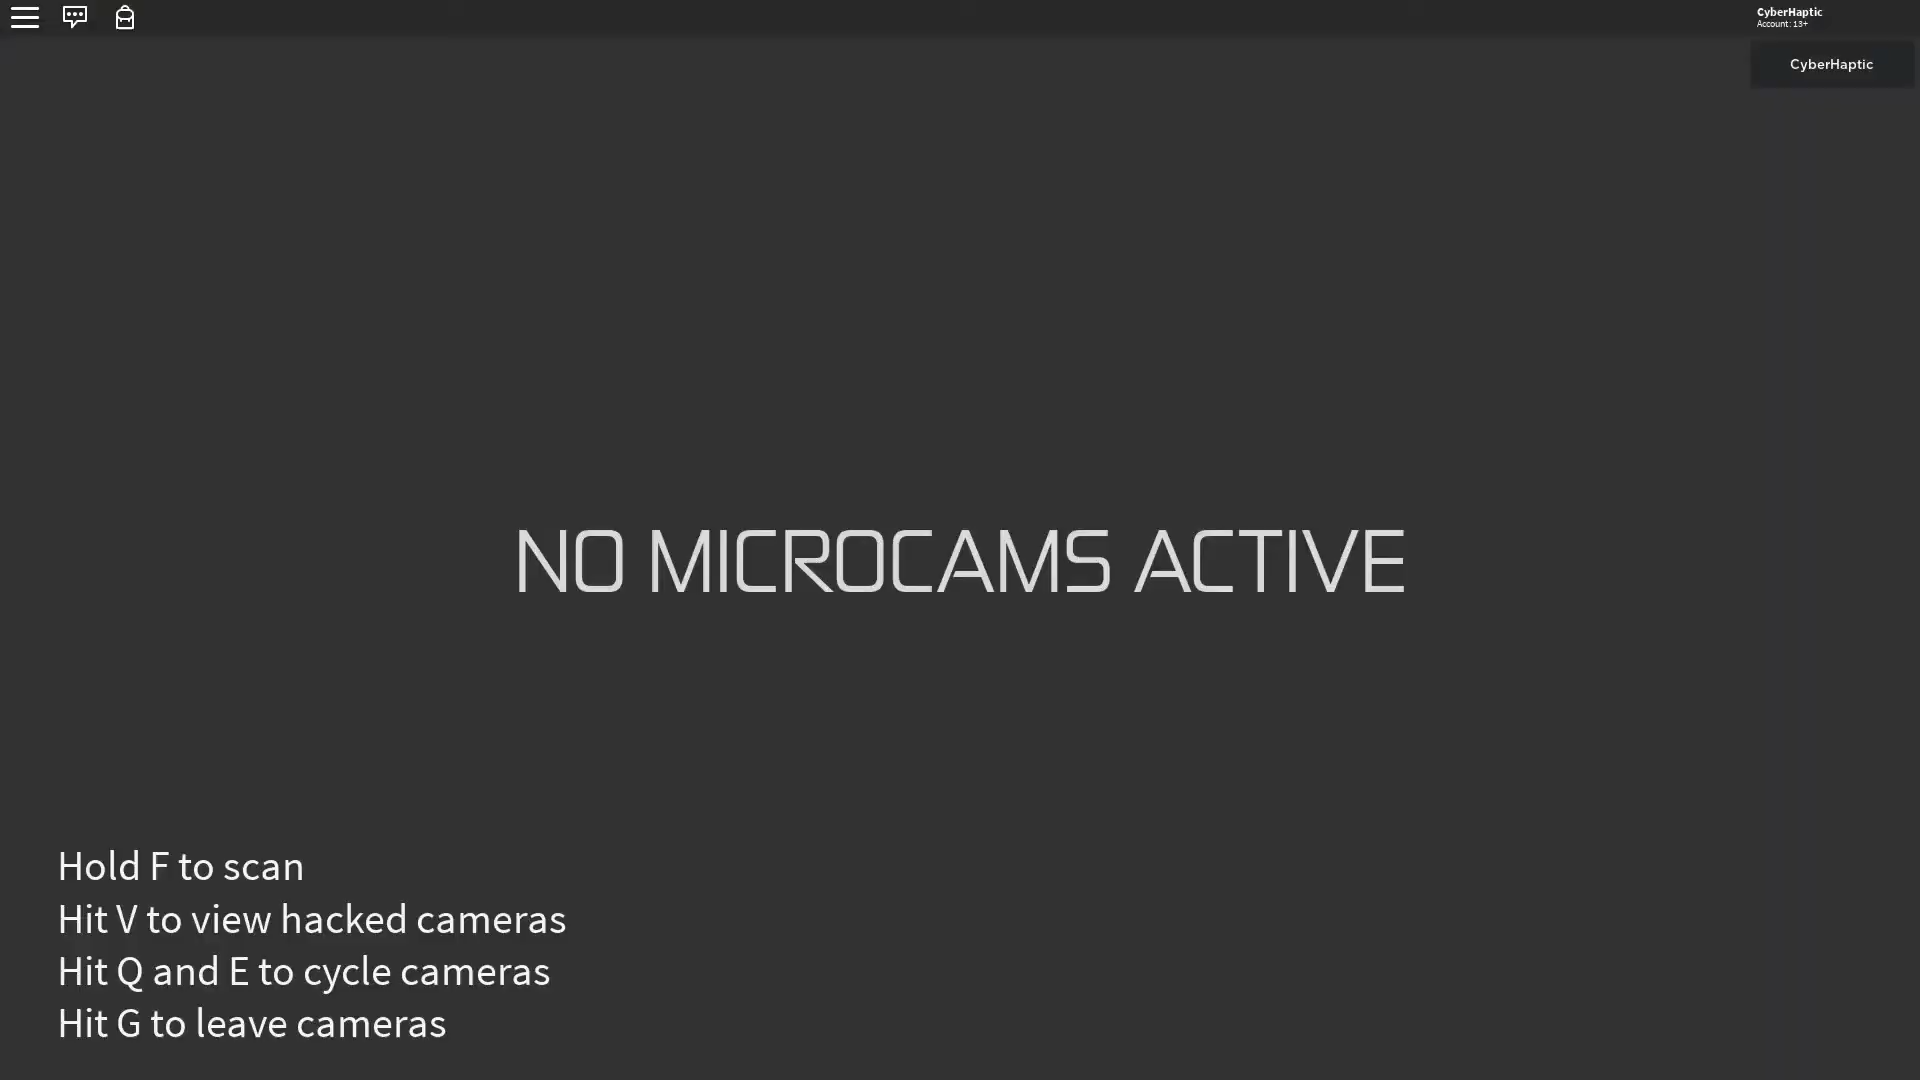 CyberHaptic
Account: 13+
CyberHaptic
NO MICROCAMS ACTIVE
Hold F to scan
Hit V to view hacked cameras
Hit Q and E to cycle cameras
Hit G to leave cameras